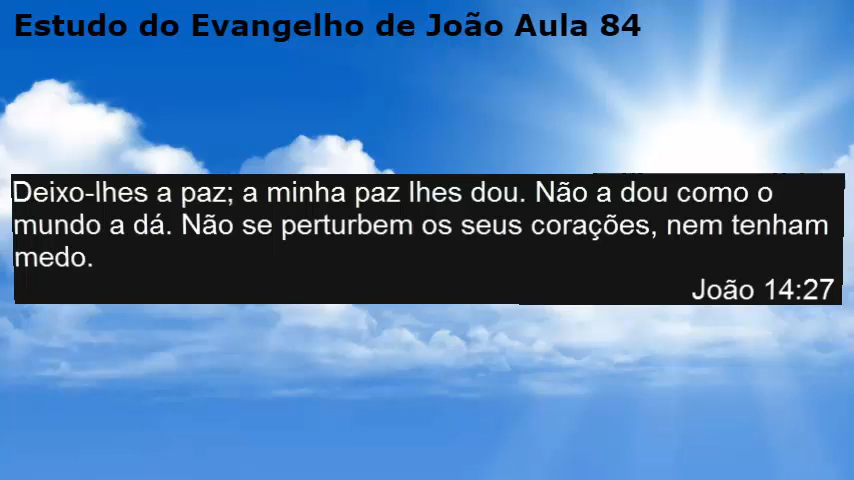 Estudo do Evangelho de João Aula 84
Deixo-lhes a paz; a minha paz lhes dou. Não a dou como o
mundo a dá. Não se perturbem os seus corações, nem tenham
medo.
João 14:27